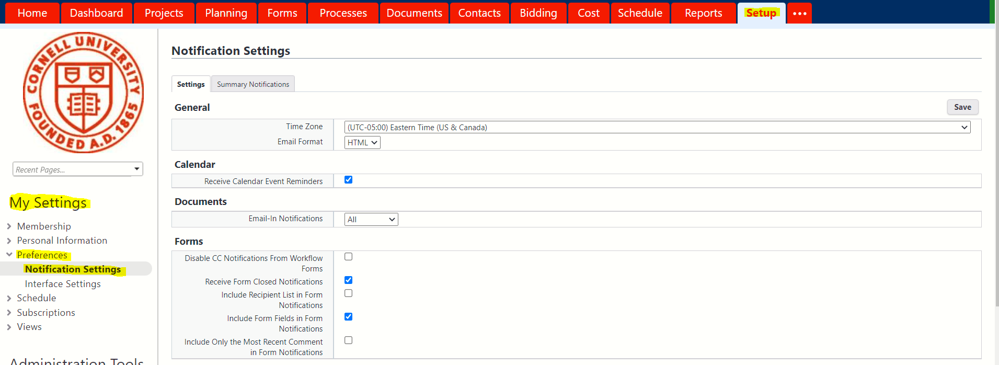 Home Dashboard Projects Planning Forms Processes Documents Contacts Bidding Cost Schedule Reports Setup •••
CORNELL UNIVERSITY
FOUNDED A.D. 1865
Recent Pages...
My Settings
Membership
Personal Information
Preferences
Notification Settings
Interface Settings
Schedule
Subscriptions
Views
Administration Tools
Notification Settings
Settings Summary Notifications
General Save
Time Zone (UTC-05:00) Eastern Time (US & Canada)
Email Format HTML
Calendar
Receive Calendar Event Reminders
Documents
Email-In Notifications All
Forms
Disable CC Notifications From Workflow
Forms
Receive Form Closed Notifications
Include Recipient List in Form
Notifications
Include Form Fields in Form
Notifications
Include Only the Most Recent Comment
in Form Notifications